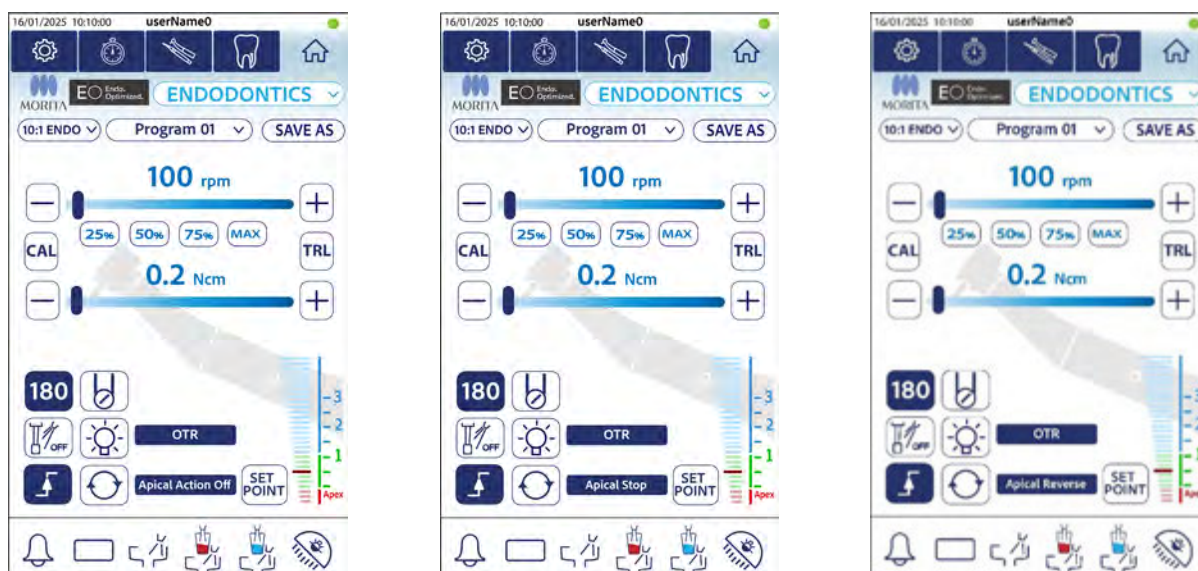 16/01/2025 10:10:00 userName0
MORITA
EO Endo. Optimized.
ENDODONTICS
10:1 ENDO Program 01 SAVE AS
100 rpm
25% 50% 75% MAX
CAL TRL
0.2 Ncm
180
3
2
OFF OTR
1
Apical Action Off SET POINT
Apex
16/01/2025 10:10:00 userName0
MORITA
EO Endo. Optimized.
ENDODONTICS
10:1 ENDO Program 01 SAVE AS
100 rpm
25% 50% 75% MAX
CAL TRL
0.2 Ncm
180
3
2
OFF OTR
1
Apical Stop SET POINT
Apex
16/01/2025 10:10:00 userName0
MORITA
EO Endo. Optimized.
ENDODONTICS
10:1 ENDO Program 01 SAVE AS
100 rpm
25% 50% 75% MAX
CAL TRL
0.2 Ncm
180
OFF OTR
Apical Reverse SET POINT